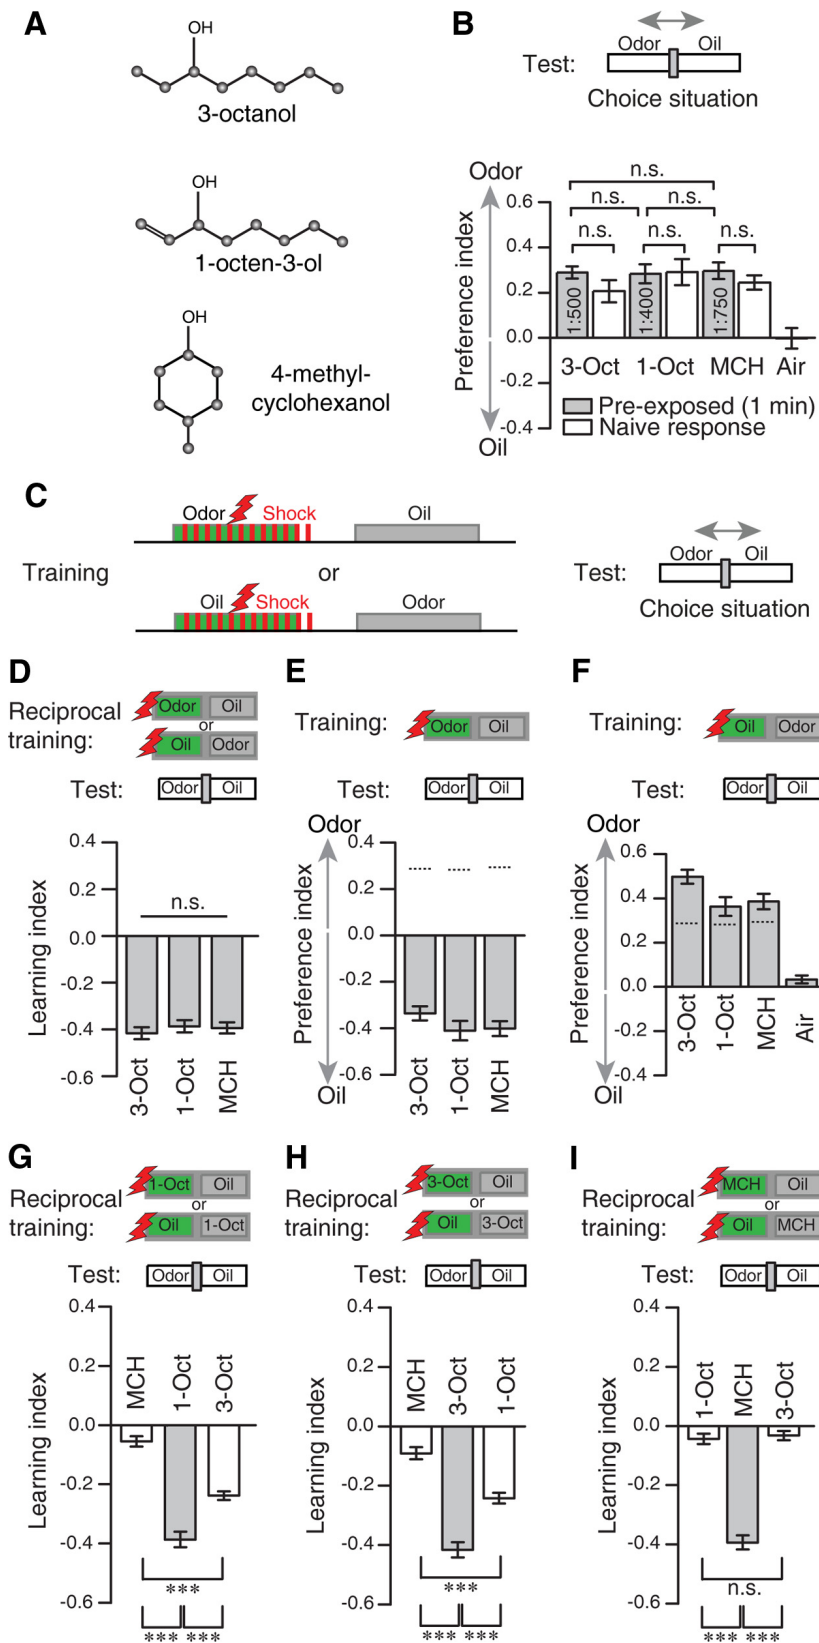 A
OH
3-octanol
OH
1-octen-3-ol
OH
4-methyl-
cyclohexanol
B
Odor Oil
Test:
Choice situation
Odor
Preference index
Oil
0.6
0.4
0.2
0.0
-0.2
-0.4
n.s.
n.s. n.s.
n.s. n.s. n.s.
1:500 1:400 1:750
3-Oct 1-Oct MCH Air
Pre-exposed (1 min)
Naive response
C
Training
Odor Shock Oil
or
Oil Shock Odor
Odor Oil
Test:
Choice situation
D
Reciprocal
training:
Odor Oil
or
Oil Odor
Test: Odor Oil
Learning index
0.4
0.2
0.0
-0.2
-0.4
-0.6
n.s.
3-Oct 1-Oct MCH
E
Training: Odor Oil
Test: Odor Oil
Odor
Preference index
Oil
0.4
0.2
0.0
-0.2
-0.4
-0.6
3-Oct 1-Oct MCH
F
Training: Oil Odor
Test: Odor Oil
Odor
Preference index
Oil
0.6
0.4
0.2
0.0
-0.2
-0.4
3-Oct 1-Oct MCH Air
G
Reciprocal
training:
1-Oct Oil
or
Oil 1-Oct
Test: Odor Oil
Learning index
0.4
0.2
0.0
-0.2
-0.4
-0.6
MCH 1-Oct 3-Oct
***
*** ***
H
Reciprocal
training:
3-Oct Oil
or
Oil 3-Oct
Test: Odor Oil
Learning index
0.4
0.2
0.0
-0.2
-0.4
-0.6
MCH 3-Oct 1-Oct
***
*** ***
I
Reciprocal
training:
MCH Oil
or
Oil MCH
Test: Odor Oil
Learning index
0.4
0.2
0.0
-0.2
-0.4
-0.6
1-Oct MCH 3-Oct
n.s.
*** ***